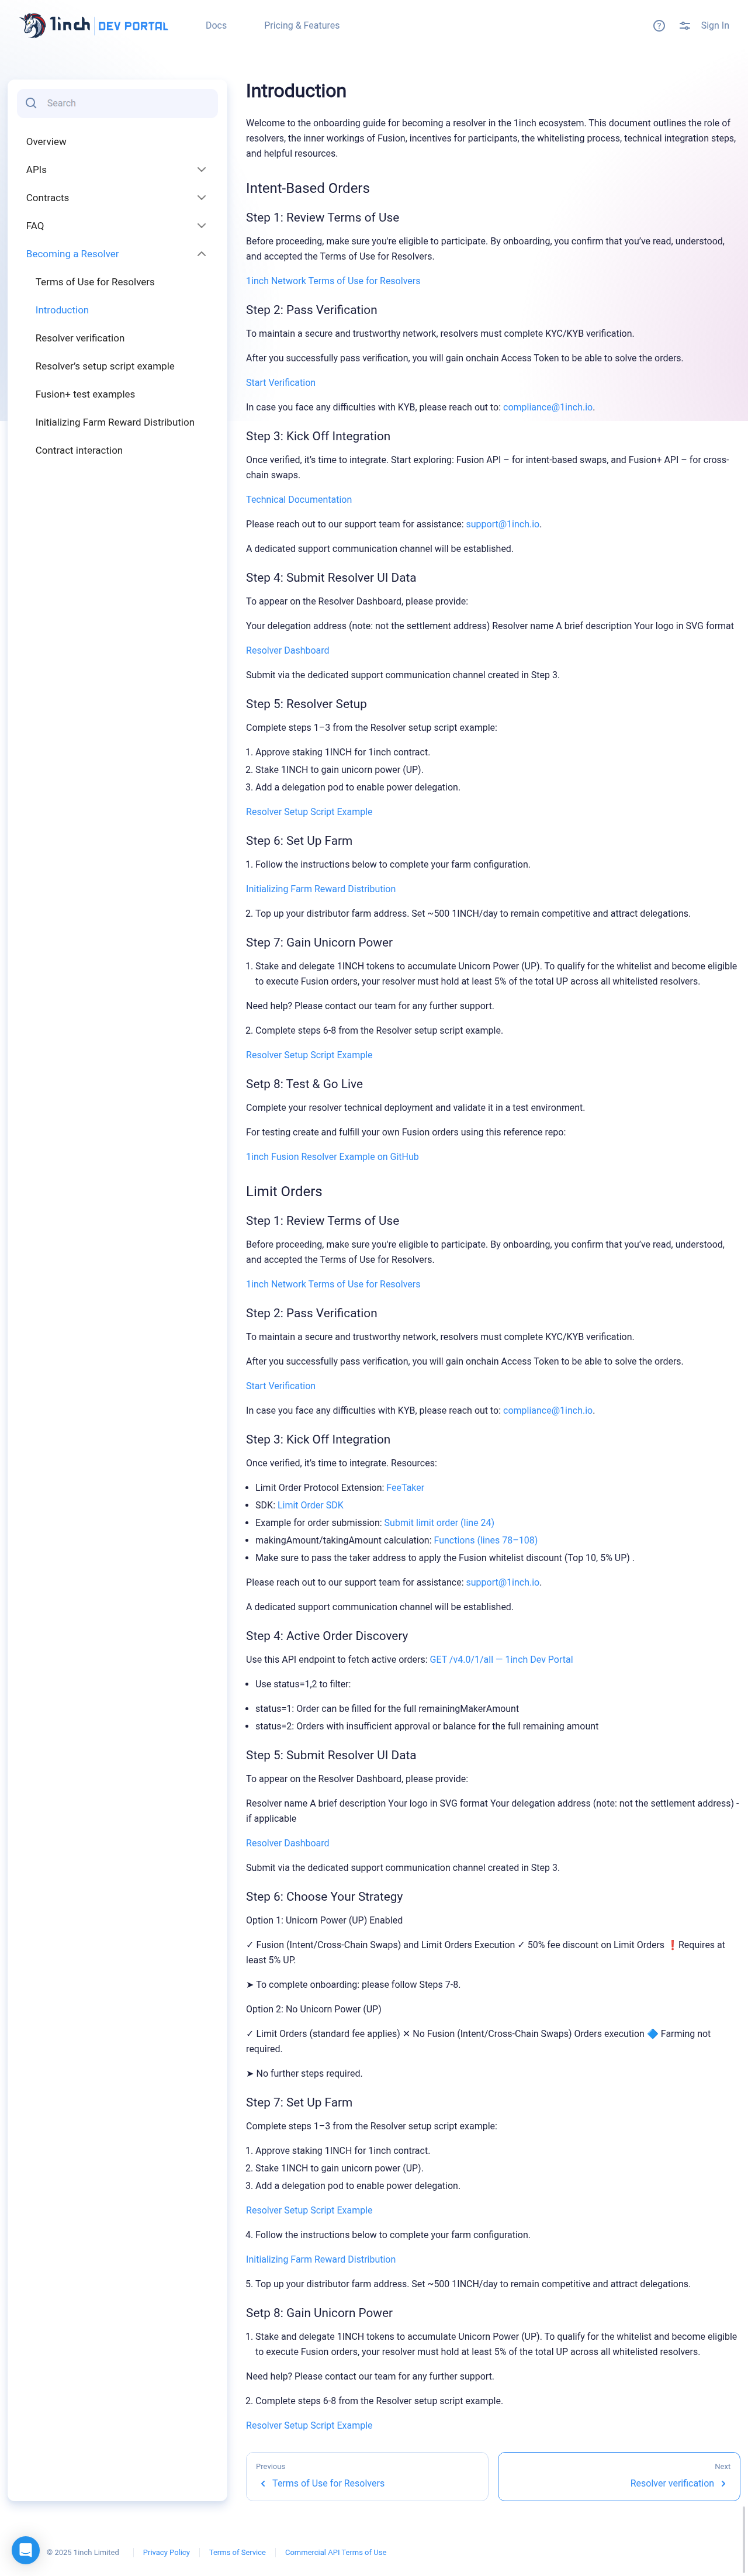 1inch DEV PORTAL
Docs
Pricing & Features
Sign In
Search
Overview
APIs
Contracts
FAQ
Becoming a Resolver
Terms of Use for Resolvers
Introduction
Resolver verification
Resolver's setup script example
Fusion+ test examples
Initializing Farm Reward Distribution
Contract interaction
Introduction
Welcome to the onboarding guide for becoming a resolver in the 1inch ecosystem. This document outlines the role of
resolvers, the inner workings of Fusion, incentives for participants, the whitelisting process, technical integration steps,
and helpful resources.
Intent-Based Orders
Step 1: Review Terms of Use
Before proceeding, make sure you're eligible to participate. By onboarding, you confirm that you've read, understood,
and accepted the Terms of Use for Resolvers.
1inch Network Terms of Use for Resolvers
Step 2: Pass Verification
To maintain a secure and trustworthy network, resolvers must complete KYC/KYB verification.
After you successfully pass verification, you will gain onchain Access Token to be able to solve the orders.
Start Verification
In case you face any difficulties with KYB, please reach out to: compliance@1inch.io.
Step 3: Kick Off Integration
Once verified, it's time to integrate. Start exploring: Fusion API – for intent-based swaps, and Fusion+ API – for cross-
chain swaps.
Technical Documentation
Please reach out to our support team for assistance: support@1inch.io.
A dedicated support communication channel will be established.
Step 4: Submit Resolver UI Data
To appear on the Resolver Dashboard, please provide:
Your delegation address (note: not the settlement address) Resolver name A brief description Your logo in SVG format
Resolver Dashboard
Submit via the dedicated support communication channel created in Step 3.
Step 5: Resolver Setup
Complete steps 1–3 from the Resolver setup script example:
1. Approve staking 1INCH for 1inch contract.
2. Stake 1INCH to gain unicorn power (UP).
3. Add a delegation pod to enable power delegation.
Resolver Setup Script Example
Step 6: Set Up Farm
1. Follow the instructions below to complete your farm configuration.
Initializing Farm Reward Distribution
2. Top up your distributor farm address. Set ~500 1INCH/day to remain competitive and attract delegations.
Step 7: Gain Unicorn Power
1. Stake and delegate 1INCH tokens to accumulate Unicorn Power (UP). To qualify for the whitelist and become eligible
to execute Fusion orders, your resolver must hold at least 5% of the total UP across all whitelisted resolvers.
Need help? Please contact our team for any further support.
2. Complete steps 6-8 from the Resolver setup script example.
Resolver Setup Script Example
Setp 8: Test & Go Live
Complete your resolver technical deployment and validate it in a test environment.
For testing create and fulfill your own Fusion orders using this reference repo:
1inch Fusion Resolver Example on GitHub
Limit Orders
Step 1: Review Terms of Use
Before proceeding, make sure you're eligible to participate. By onboarding, you confirm that you've read, understood,
and accepted the Terms of Use for Resolvers.
1inch Network Terms of Use for Resolvers
Step 2: Pass Verification
To maintain a secure and trustworthy network, resolvers must complete KYC/KYB verification.
After you successfully pass verification, you will gain onchain Access Token to be able to solve the orders.
Start Verification
In case you face any difficulties with KYB, please reach out to: compliance@1inch.io.
Step 3: Kick Off Integration
Once verified, it's time to integrate. Resources:
• Limit Order Protocol Extension: FeeTaker
• SDK: Limit Order SDK
• Example for order submission: Submit limit order (line 24)
• makingAmount/takingAmount calculation: Functions (lines 78–108)
• Make sure to pass the taker address to apply the Fusion whitelist discount (Top 10, 5% UP) .
Please reach out to our support team for assistance: support@1inch.io.
A dedicated support communication channel will be established.
Step 4: Active Order Discovery
Use this API endpoint to fetch active orders: GET /v4.0/1/all — 1inch Dev Portal
• Use status=1,2 to filter:
• status=1: Order can be filled for the full remainingMakerAmount
• status=2: Orders with insufficient approval or balance for the full remaining amount
Step 5: Submit Resolver UI Data
To appear on the Resolver Dashboard, please provide:
Resolver name A brief description Your logo in SVG format Your delegation address (note: not the settlement address) -
if applicable
Resolver Dashboard
Submit via the dedicated support communication channel created in Step 3.
Step 6: Choose Your Strategy
Option 1: Unicorn Power (UP) Enabled
✓ Fusion (Intent/Cross-Chain Swaps) and Limit Orders Execution ✓ 50% fee discount on Limit Orders ❗Requires at
least 5% UP.
➤ To complete onboarding: please follow Steps 7-8.
Option 2: No Unicorn Power (UP)
✓ Limit Orders (standard fee applies) ✕ No Fusion (Intent/Cross-Chain Swaps) Orders execution 🔷 Farming not
required.
➤ No further steps required.
Step 7: Set Up Farm
Complete steps 1–3 from the Resolver setup script example:
1. Approve staking 1INCH for 1inch contract.
2. Stake 1INCH to gain unicorn power (UP).
3. Add a delegation pod to enable power delegation.
Resolver Setup Script Example
4. Follow the instructions below to complete your farm configuration.
Initializing Farm Reward Distribution
5. Top up your distributor farm address. Set ~500 1INCH/day to remain competitive and attract delegations.
Setp 8: Gain Unicorn Power
1. Stake and delegate 1INCH tokens to accumulate Unicorn Power (UP). To qualify for the whitelist and become eligible
to execute Fusion orders, your resolver must hold at least 5% of the total UP across all whitelisted resolvers.
Need help? Please contact our team for any further support.
2. Complete steps 6-8 from the Resolver setup script example.
Resolver Setup Script Example
Previous
Terms of Use for Resolvers
Next
Resolver verification
© 2025 1inch Limited
Privacy Policy
Terms of Service
Commercial API Terms of Use